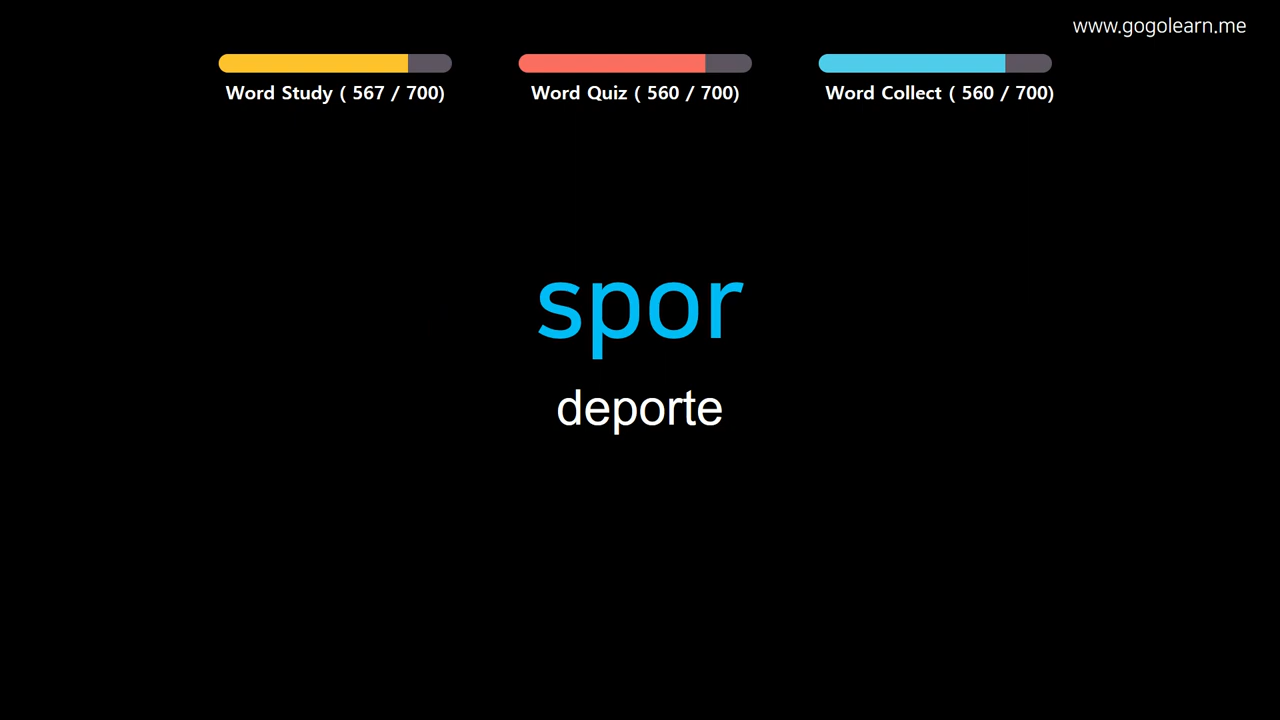 www.gogolearn.me
Word Study ( 567 / 700)
Word Quiz ( 560 / 700)
Word Collect ( 560 / 700)
spor
deporte